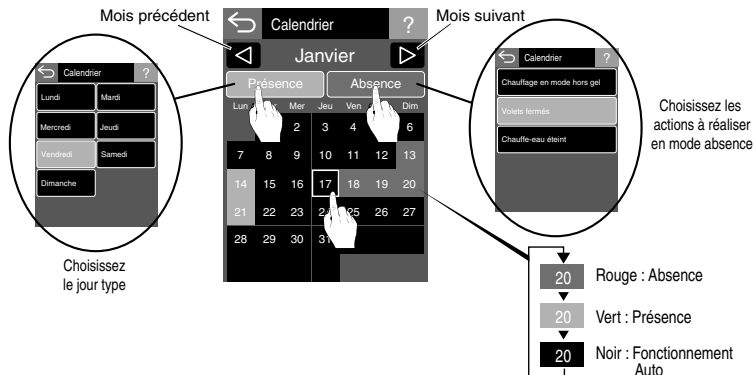 Mois précédent
Mois suivant
Calendrier ?
Janvier
Présence Absence
Lun Mer Jeu Ven Dim
2 3 4 6
7 8 9 10 11 12 13
14 15 16 17 18 19 20
21 22 23 25 26 27
28 29 30 31
Calendrier ?
Lundi Mardi
Mercredi Jeudi
Vendredi Samedi
Dimanche
Choisissez
le jour type
Calendrier ?
Chauffage en mode hors gel
Volets fermés
Chauffe-eau éteint
Choisissez les
actions à réaliser
en mode absence
20 Rouge : Absence
20 Vert : Présence
20 Noir : Fonctionnement
Auto